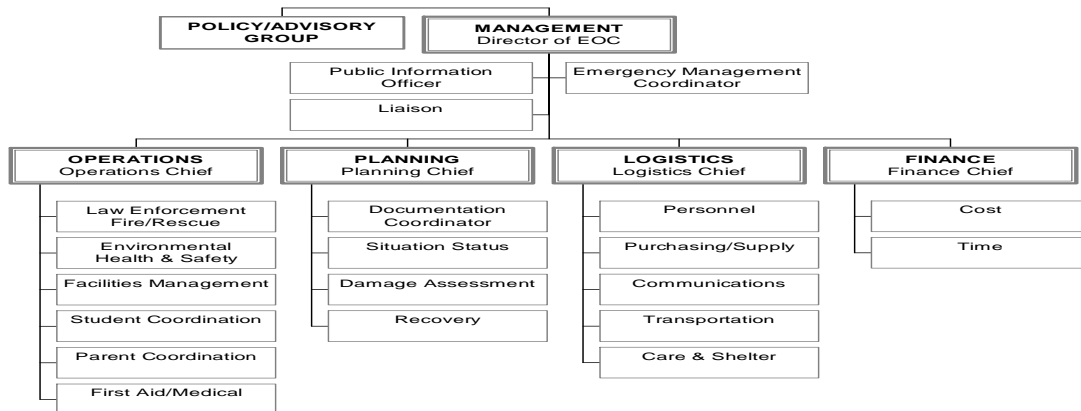 POLICY/ADVISORY
GROUP
MANAGEMENT
Director of EOC
Public Information
Officer
Emergency Management
Coordinator
Liaison
OPERATIONS
Operations Chief
Law Enforcement
Fire/Rescue
Environmental
Health & Safety
Facilities Management
Student Coordination
Parent Coordination
First Aid/Medical
PLANNING
Planning Chief
Documentation
Coordinator
Situation Status
Damage Assessment
Recovery
LOGISTICS
Logistics Chief
Personnel
Purchasing/Supply
Communications
Transportation
Care & Shelter
FINANCE
Finance Chief
Cost
Time